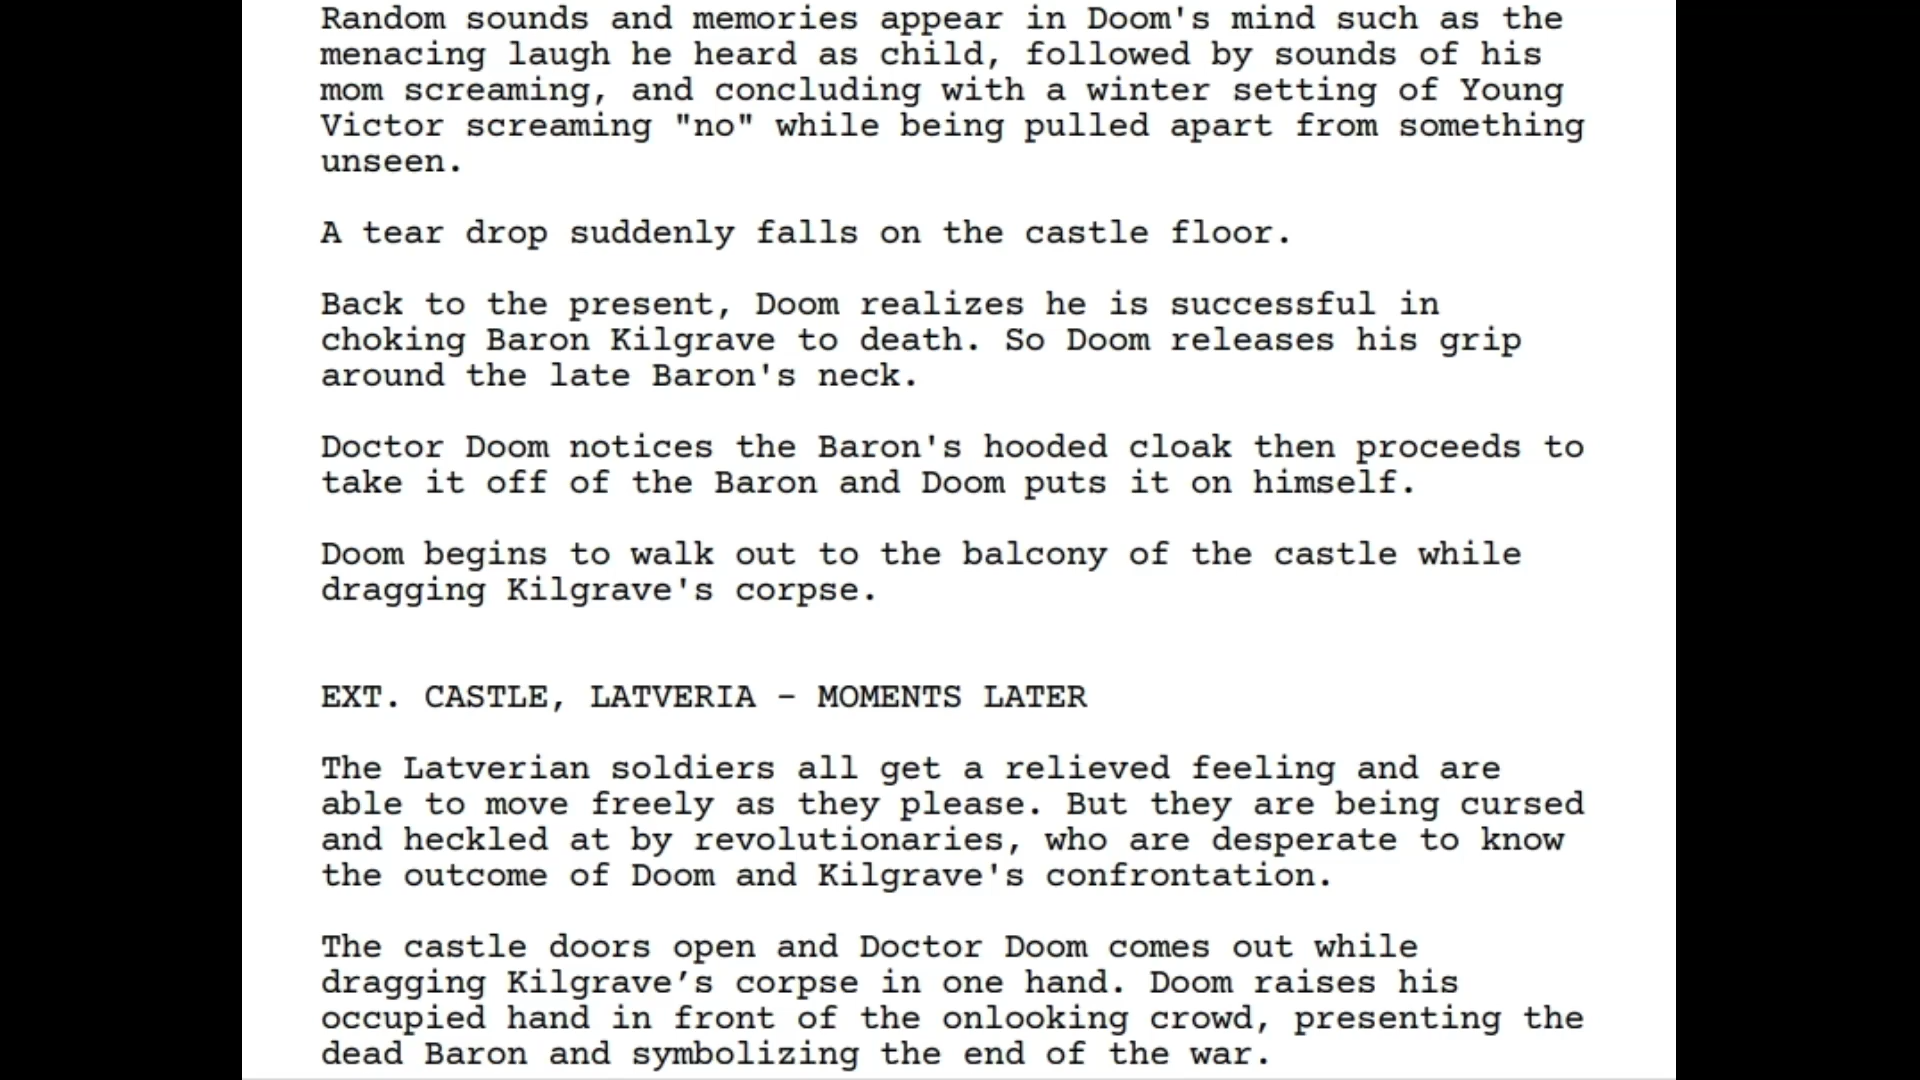 Random sounds and memories appear in Doom's mind such as the
menacing laugh he heard as child, followed by sounds of his
mom screaming, and concluding with a winter setting of Young
Victor screaming "no" while being pulled apart from something
unseen.
A tear drop suddenly falls on the castle floor.
Back to the present, Doom realizes he is successful in
choking Baron Kilgrave to death. So Doom releases his grip
around the late Baron's neck.
Doctor Doom notices the Baron's hooded cloak then proceeds to
take it off of the Baron and Doom puts it on himself.
Doom begins to walk out to the balcony of the castle while
dragging Kilgrave's corpse.
EXT. CASTLE, LATVERIA - MOMENTS LATER
The Latverian soldiers all get a relieved feeling and are
able to move freely as they please. But they are being cursed
and heckled at by revolutionaries, who are desperate to know
the outcome of Doom and Kilgrave's confrontation.
The castle doors open and Doctor Doom comes out while
dragging Kilgrave’s corpse in one hand. Doom raises his
occupied hand in front of the onlooking crowd, presenting the
dead Baron and symbolizing the end of the war.